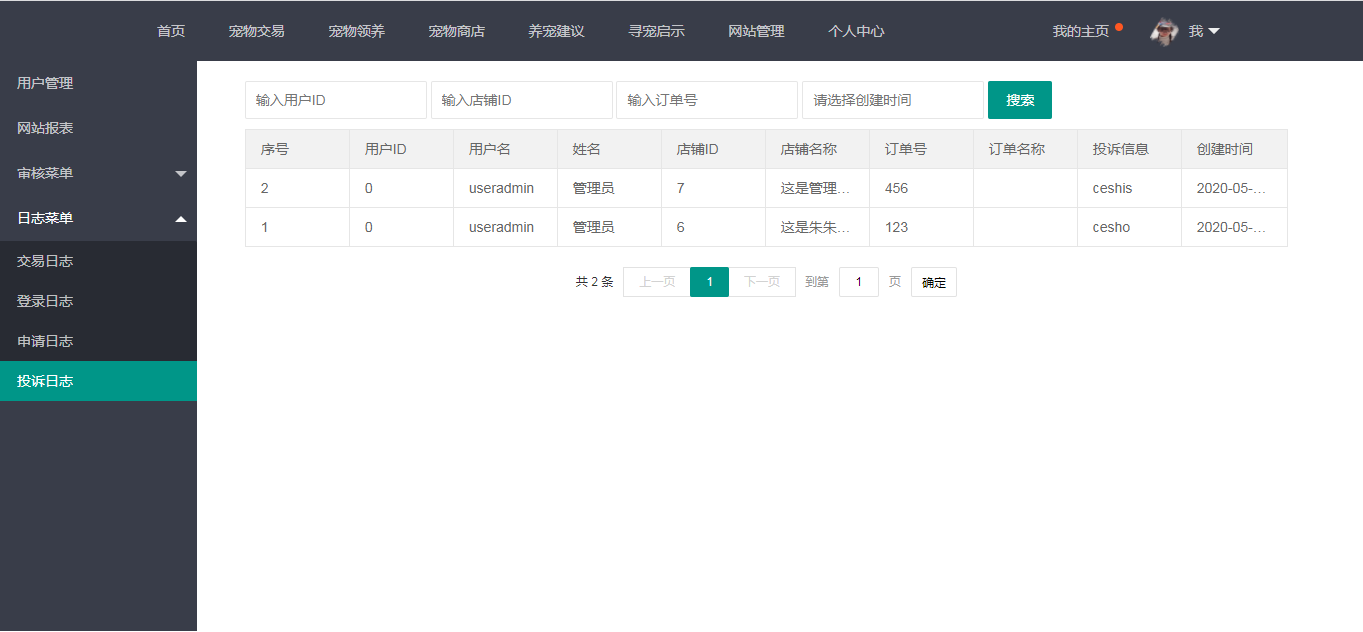 首页 宠物交易 宠物领养 宠物商店 养宠建议 寻宠启示 网站管理 个人中心 我的主页 我
用户管理
网站报表
审核菜单
日志菜单
交易日志
登录日志
申请日志
投诉日志
输入用户ID 输入店铺ID 输入订单号 请选择创建时间 搜索
序号 用户ID 用户名 姓名 店铺ID 店铺名称 订单号 订单名称 投诉信息 创建时间
2 0 useradmin 管理员 7 这是管理... 456 ceshis 2020-05-...
1 0 useradmin 管理员 6 这是朱朱... 123 cesho 2020-05-...
共 2 条 上一页 1 下一页 到第 1 页 确定